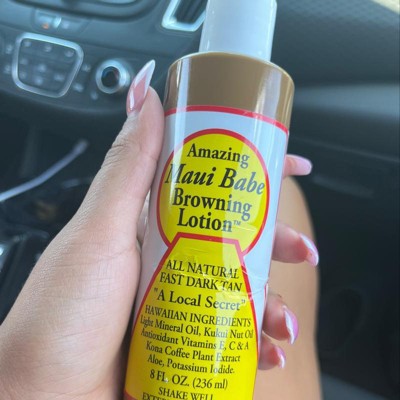 Amazing
Maui Babe
Browning
Lotion™
ALL NATURAL
FAST DARK TAN
"A Local Secret"
HAWAIIAN INGREDIENTS
Light Mineral Oil, Kukui Nut Oil
Antioxidant Vitamins E, C & A
Kona Coffee Plant Extract
Aloe, Potassium Iodide.
8 FL. OZ. (236 ml)
SHAKE WELL